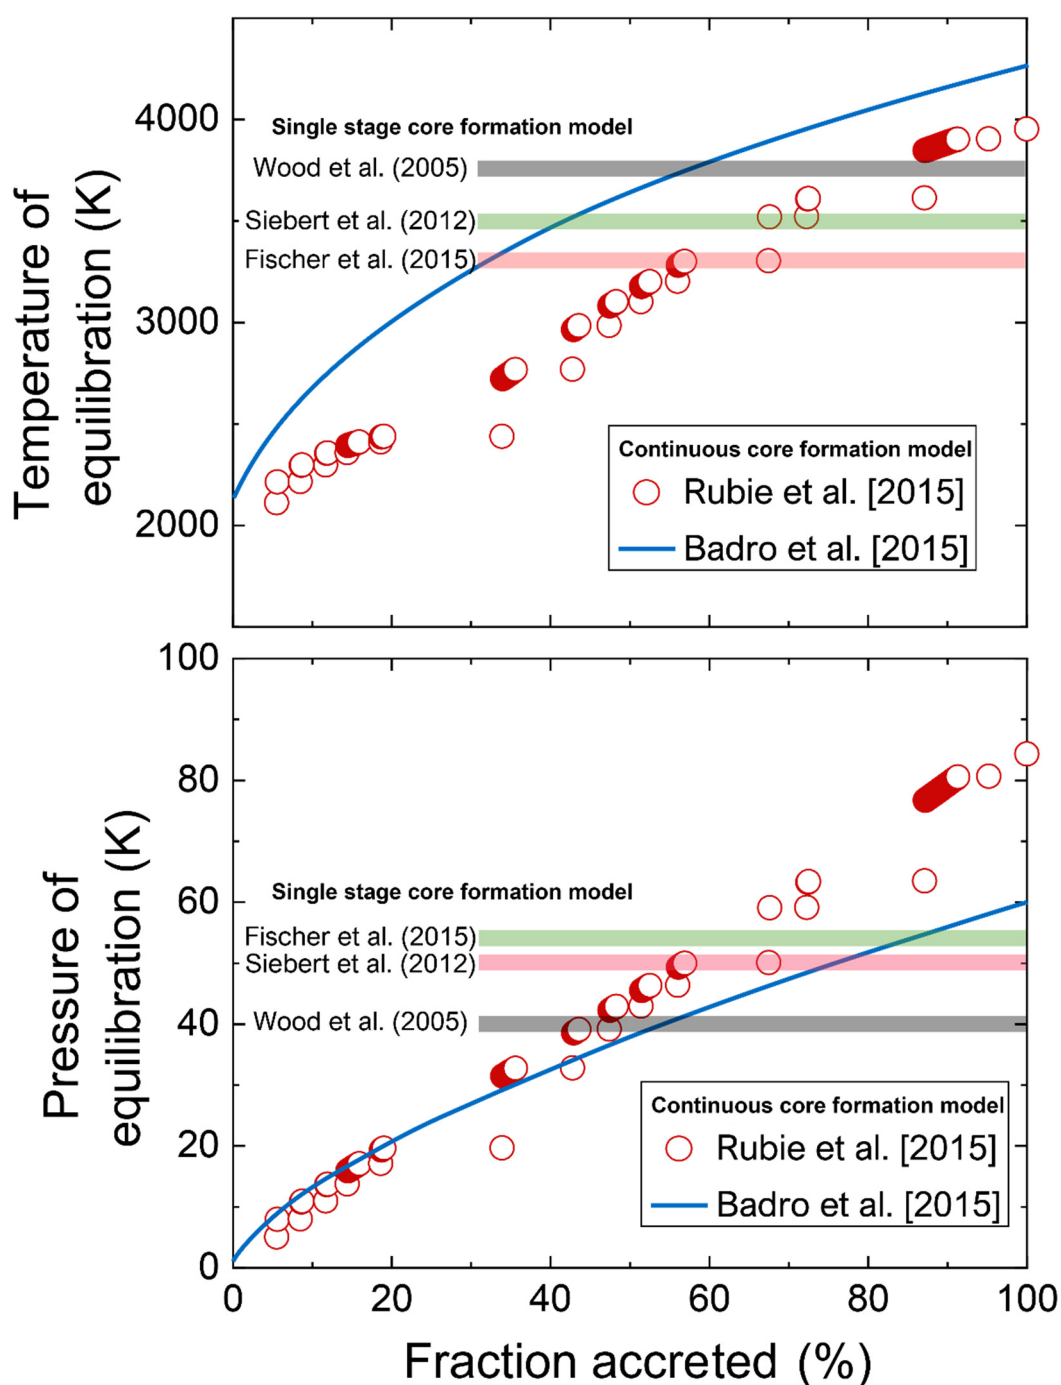 Temperature of
equilibration (K)
4000
3000
2000
Single stage core formation model
Wood et al. (2005)
Siebert et al. (2012)
Fischer et al. (2015)
Continuous core formation model
Rubie et al. [2015]
Badro et al. [2015]
Pressure of
equilibration (K)
100
80
60
40
20
0
Single stage core formation model
Fischer et al. (2015)
Siebert et al. (2012)
Wood et al. (2005)
Continuous core formation model
Rubie et al. [2015]
Badro et al. [2015]
0 20 40 60 80 100
Fraction accreted (%)